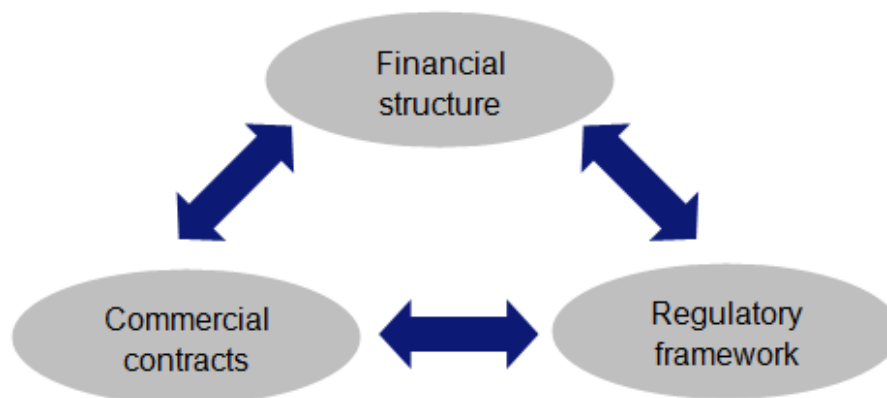 Financial
structure
Commercial
contracts
Regulatory
framework